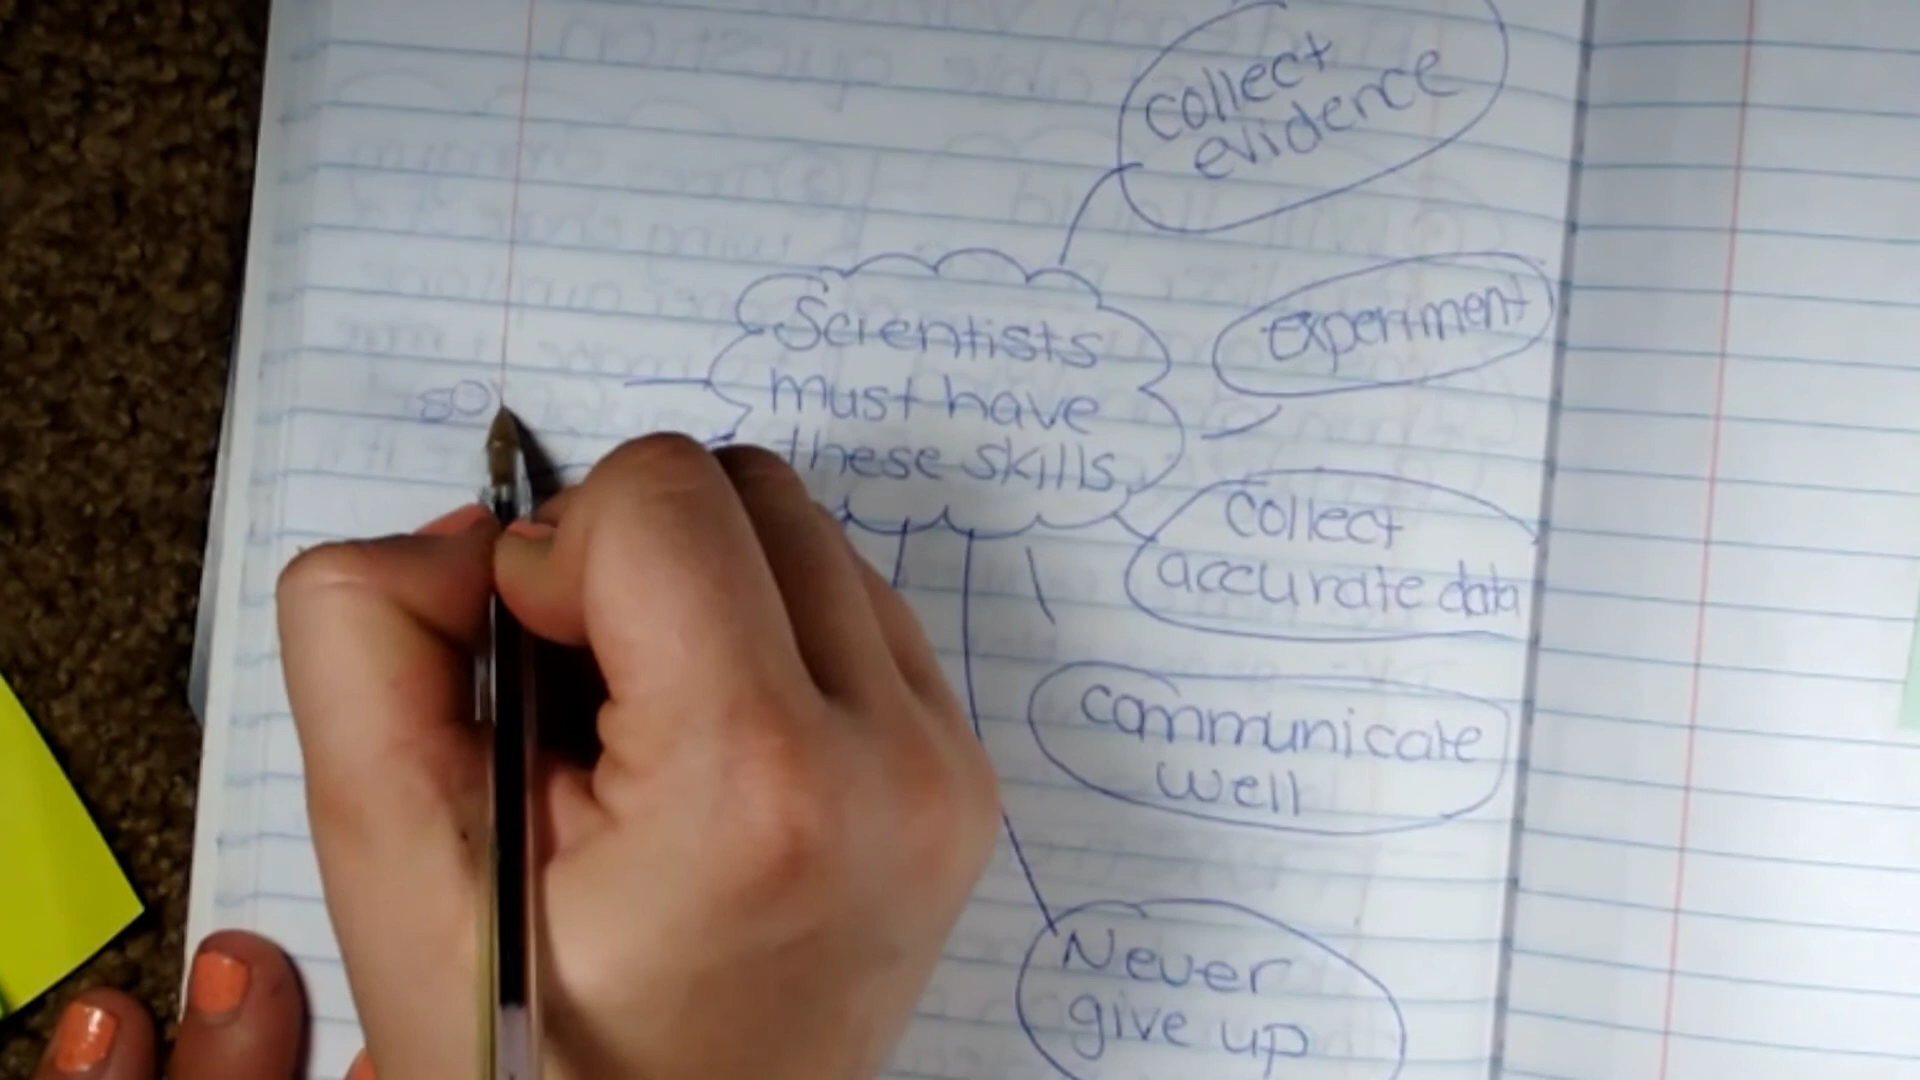 collect
evidence
Scientists
must have
these skills
experiment
collect
accurate data
communicate
well
Never
give up